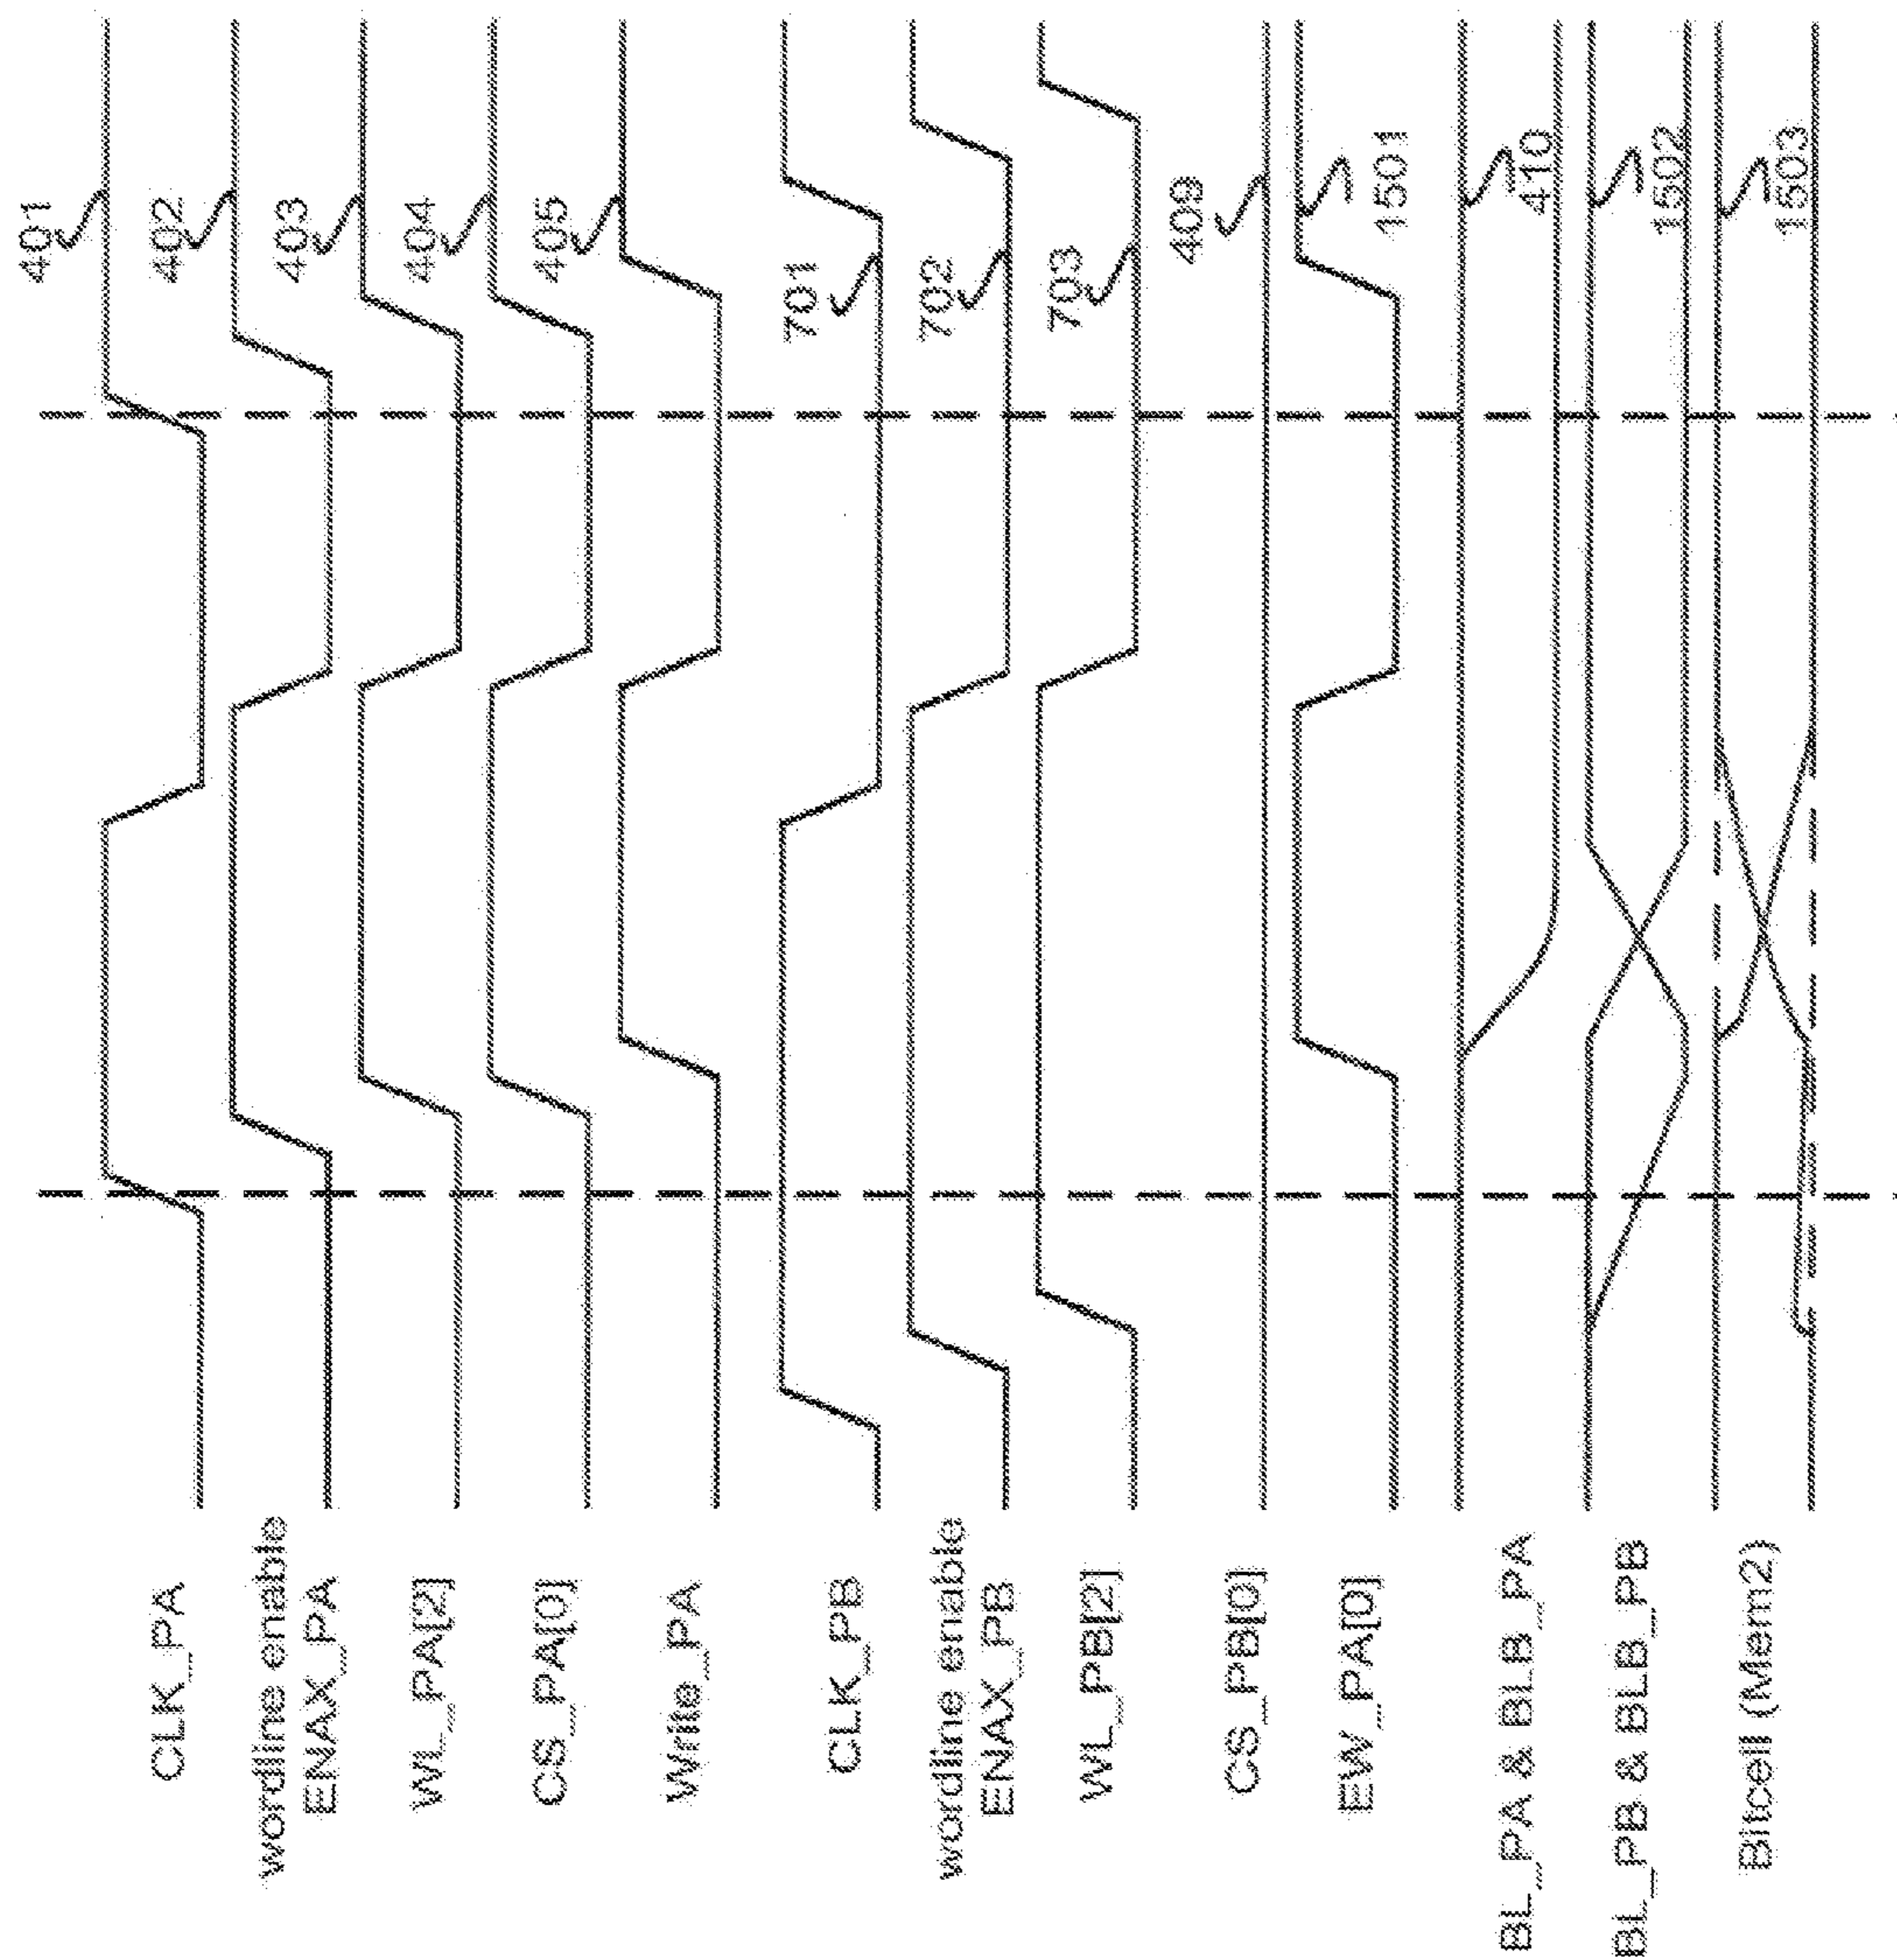 CLK_PA
401
wordline enable
ENAX_PA
402
WL_PA[2]
403
CS_PA[0]
404
Write_PA
405
CLK_PB
701
wordline enable
ENAX_PB
702
WL_PB[2]
703
CS_PB[0]
409
EW_PA[0]
1501
BL_PA & BLB_PA
410
BL_PB & BLB_PB
1502
Bitcell (Mem2)
1503